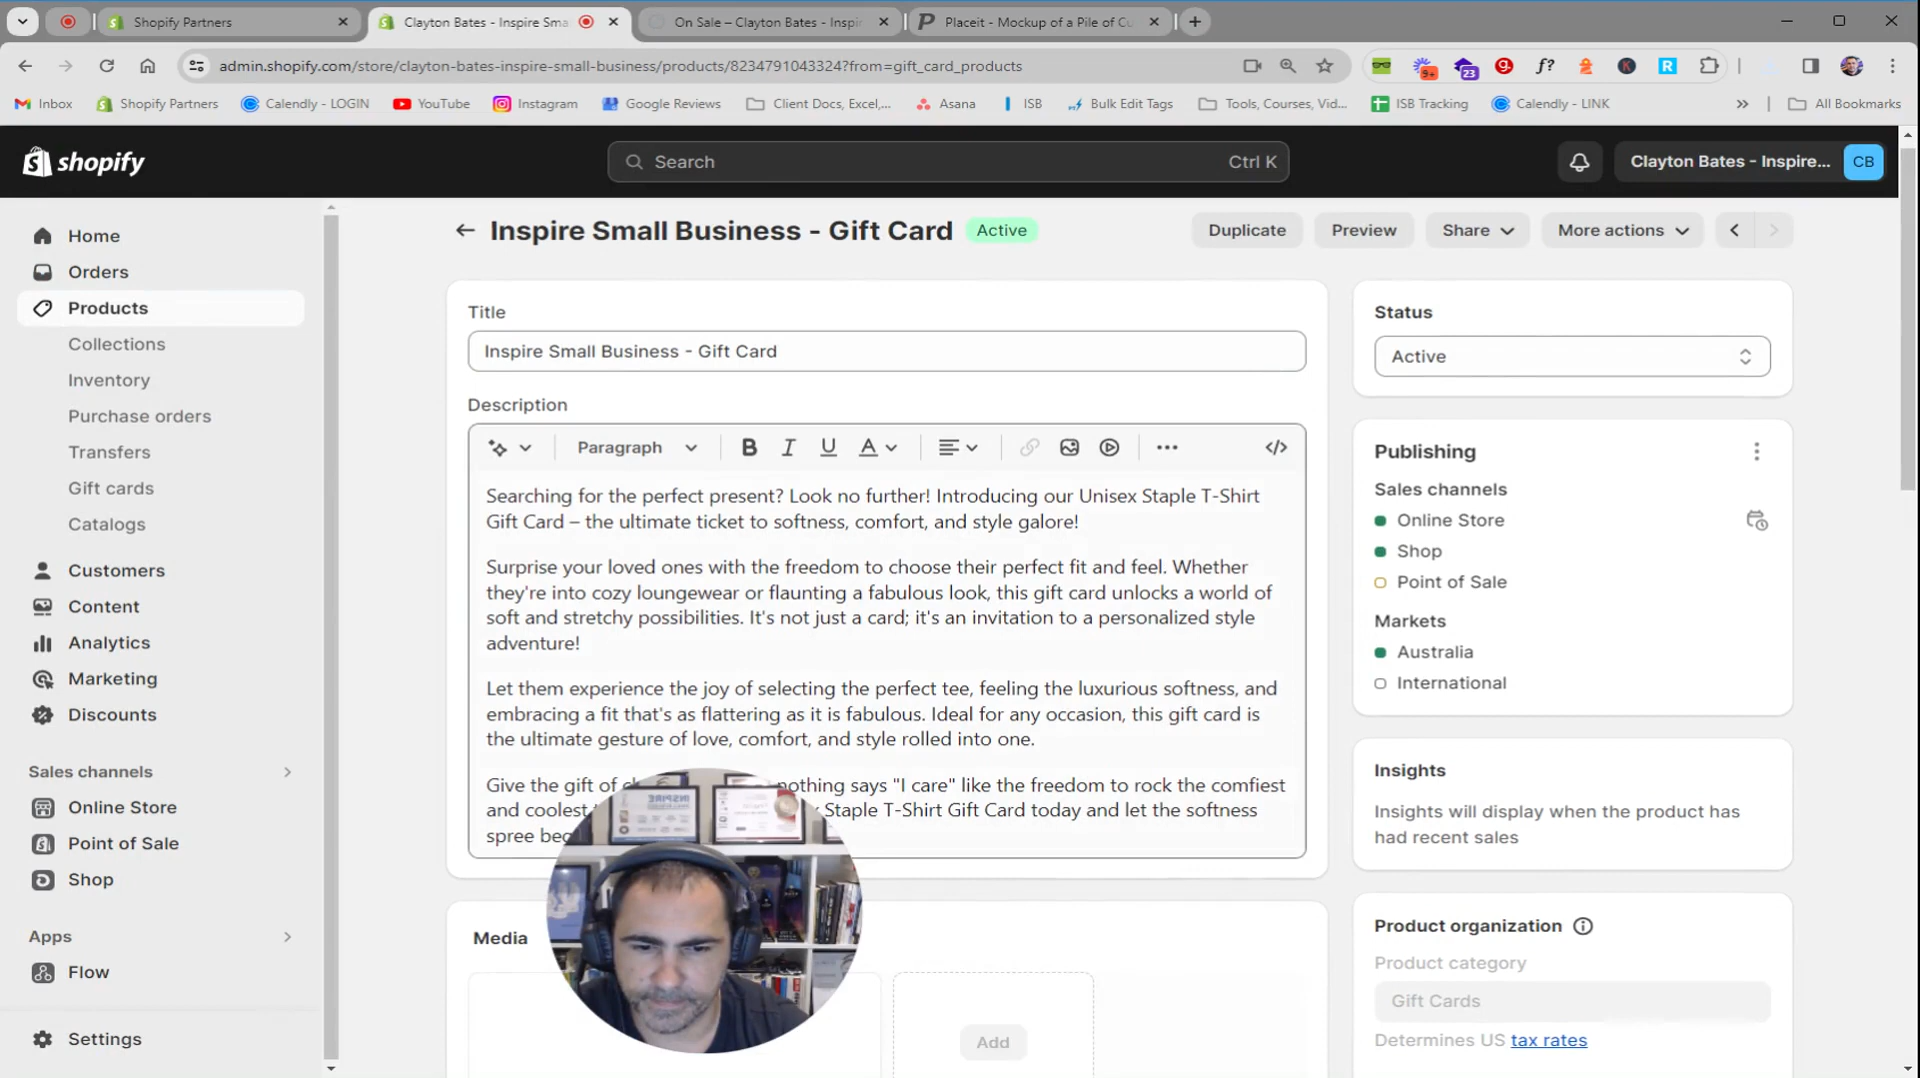 Shopify Partners
Clayton Bates - Inspire Sma
On Sale – Clayton Bates - Inspir
Placeit - Mockup of a Pile of Cu
admin.shopify.com/store/clayton-bates-inspire-small-business/products/8234791043324?from=gift_card_products
Inbox
Shopify Partners
Calendly - LOGIN
YouTube
Instagram
Google Reviews
Client Docs, Excel,...
Asana
ISB
Bulk Edit Tags
Tools, Courses, Vid...
ISB Tracking
Calendly - LINK
All Bookmarks
shopify
Search
Ctrl K
Clayton Bates - Inspire...
CB
Home
Orders
Products
Collections
Inventory
Purchase orders
Transfers
Gift cards
Catalogs
Customers
Content
Analytics
Marketing
Discounts
Sales channels
Online Store
Point of Sale
Shop
Apps
Flow
Settings
Inspire Small Business - Gift Card
Active
Duplicate
Preview
Share
More actions
Title
Inspire Small Business - Gift Card
Description
Paragraph
Searching for the perfect present? Look no further! Introducing our Unisex Staple T-Shirt
Gift Card – the ultimate ticket to softness, comfort, and style galore!
Surprise your loved ones with the freedom to choose their perfect fit and feel. Whether
they're into cozy loungewear or flaunting a fabulous look, this gift card unlocks a world of
soft and stretchy possibilities. It's not just a card; it's an invitation to a personalized style
adventure!
Let them experience the joy of selecting the perfect tee, feeling the luxurious softness, and
embracing a fit that's as flattering as it is fabulous. Ideal for any occasion, this gift card is
the ultimate gesture of love, comfort, and style rolled into one.
Give the gift of nothing says "I care" like the freedom to rock the comfiest
and coolest Staple T-Shirt Gift Card today and let the softness
spree
Media
Add
Status
Active
Publishing
Sales channels
Online Store
Shop
Point of Sale
Markets
Australia
International
Insights
Insights will display when the product has
had recent sales
Product organization
Product category
Gift Cards
Determines US tax rates